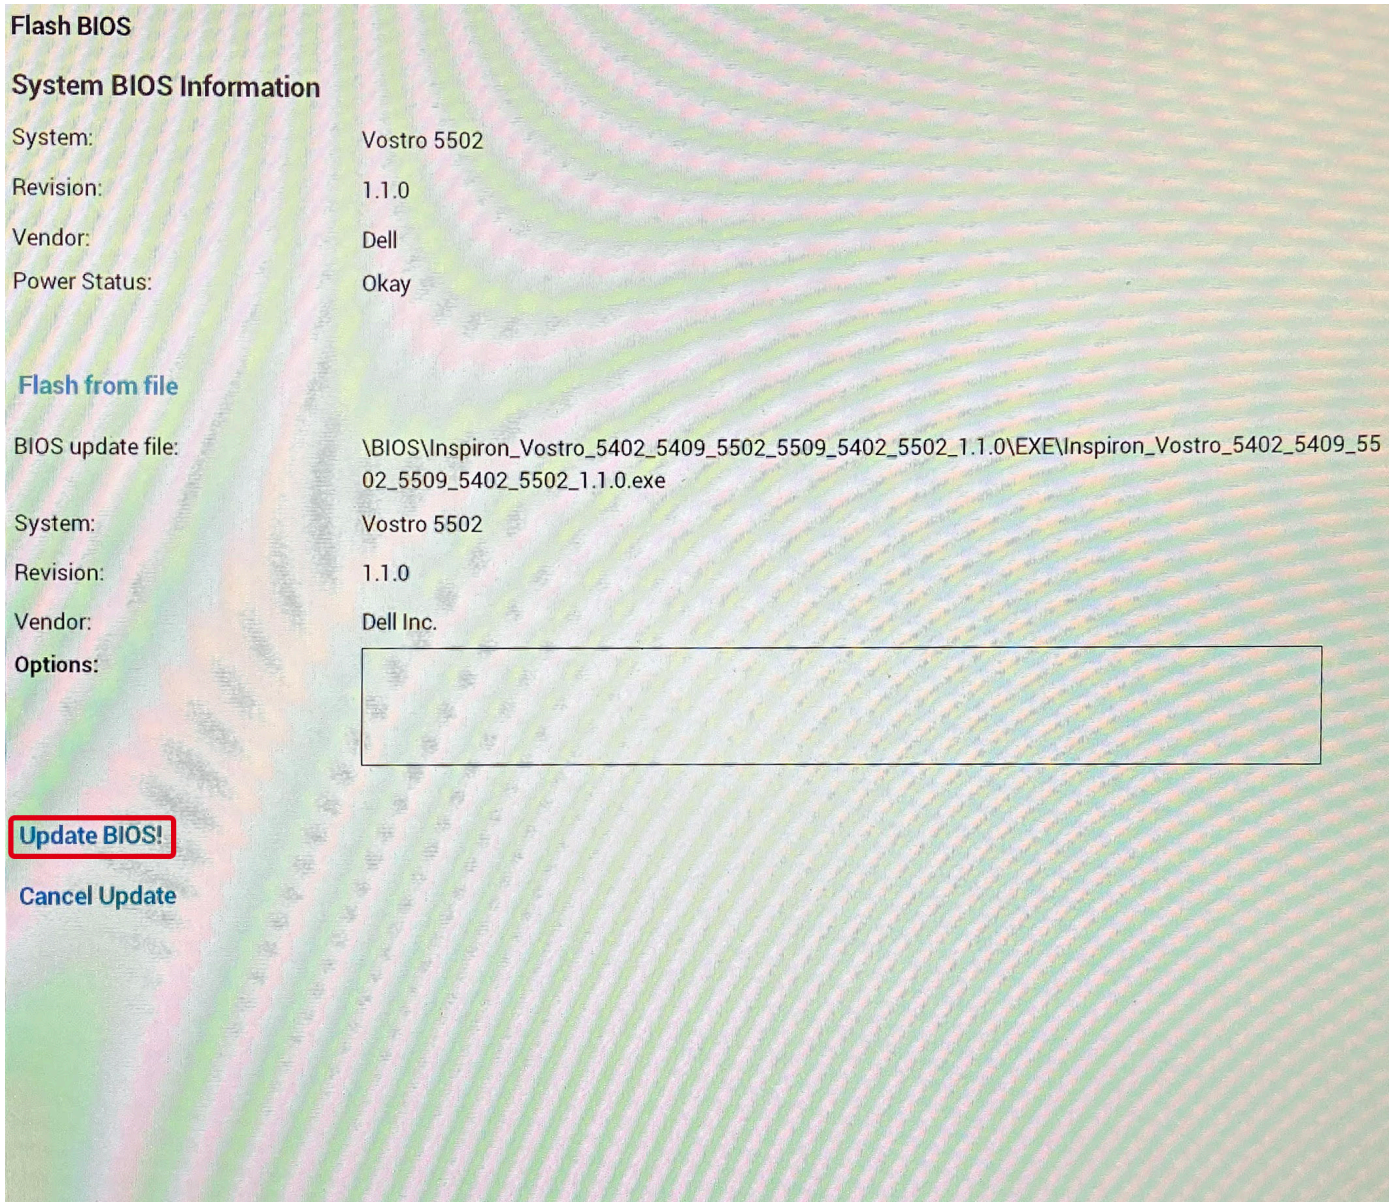 Flash BIOS
System BIOS Information
System: Vostro 5502
Revision: 1.1.0
Vendor: Dell
Power Status: Okay
Flash from file
BIOS update file: \BIOS\Inspiron_Vostro_5402_5409_5502_5509_5402_5502_1.1.0\EXE\Inspiron_Vostro_5402_5409_55
02_5509_5402_5502_1.1.0.exe
System: Vostro 5502
Revision: 1.1.0
Vendor: Dell Inc.
Options:
Update BIOS!
Cancel Update